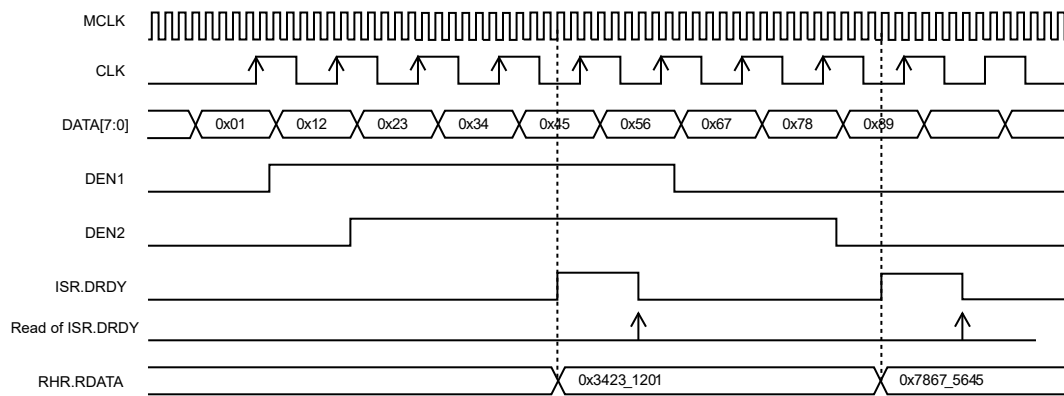 MCLK
CLK
DATA[7:0] 0x01 0x12 0x23 0x34 0x45 0x56 0x67 0x78 0x89
DEN1
DEN2
ISR.DRDY
Read of ISR.DRDY
RHR.RDATA 0x3423_1201 0x7867_5645